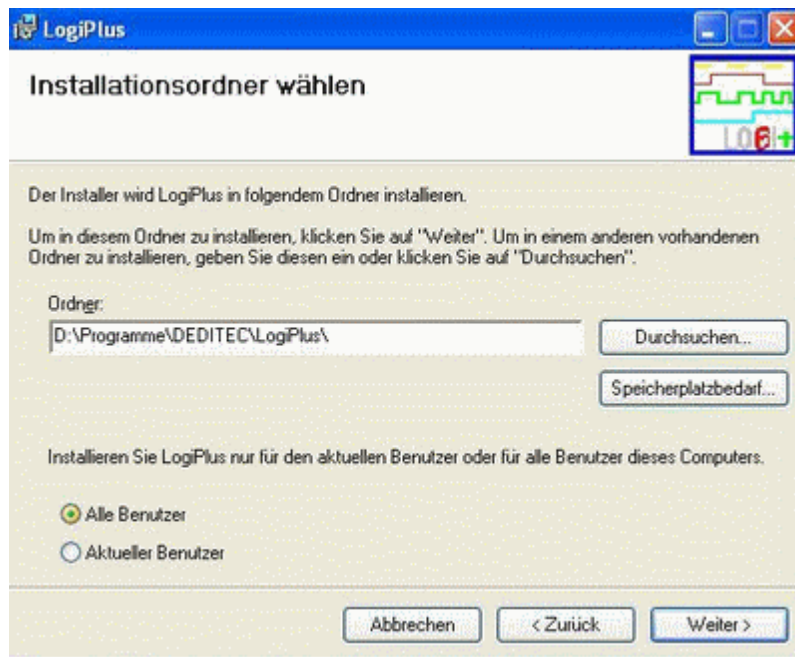 LogiPlus
Installationsordner wählen
LOGI+
Der Installer wird LogiPlus in folgendem Ordner installieren.
Um in diesem Ordner zu installieren, klicken Sie auf "Weiter". Um in einem anderen vorhandenen
Ordner zu installieren, geben Sie diesen ein oder klicken Sie auf "Durchsuchen".
Ordner:
D:\Programme\DEDITEC\LogiPlus\
Durchsuchen...
Speicherplatzbedarf...
Installieren Sie LogiPlus nur für den aktuellen Benutzer oder für alle Benutzer dieses Computers.
Alle Benutzer
Aktueller Benutzer
Abbrechen
< Zurück
Weiter >